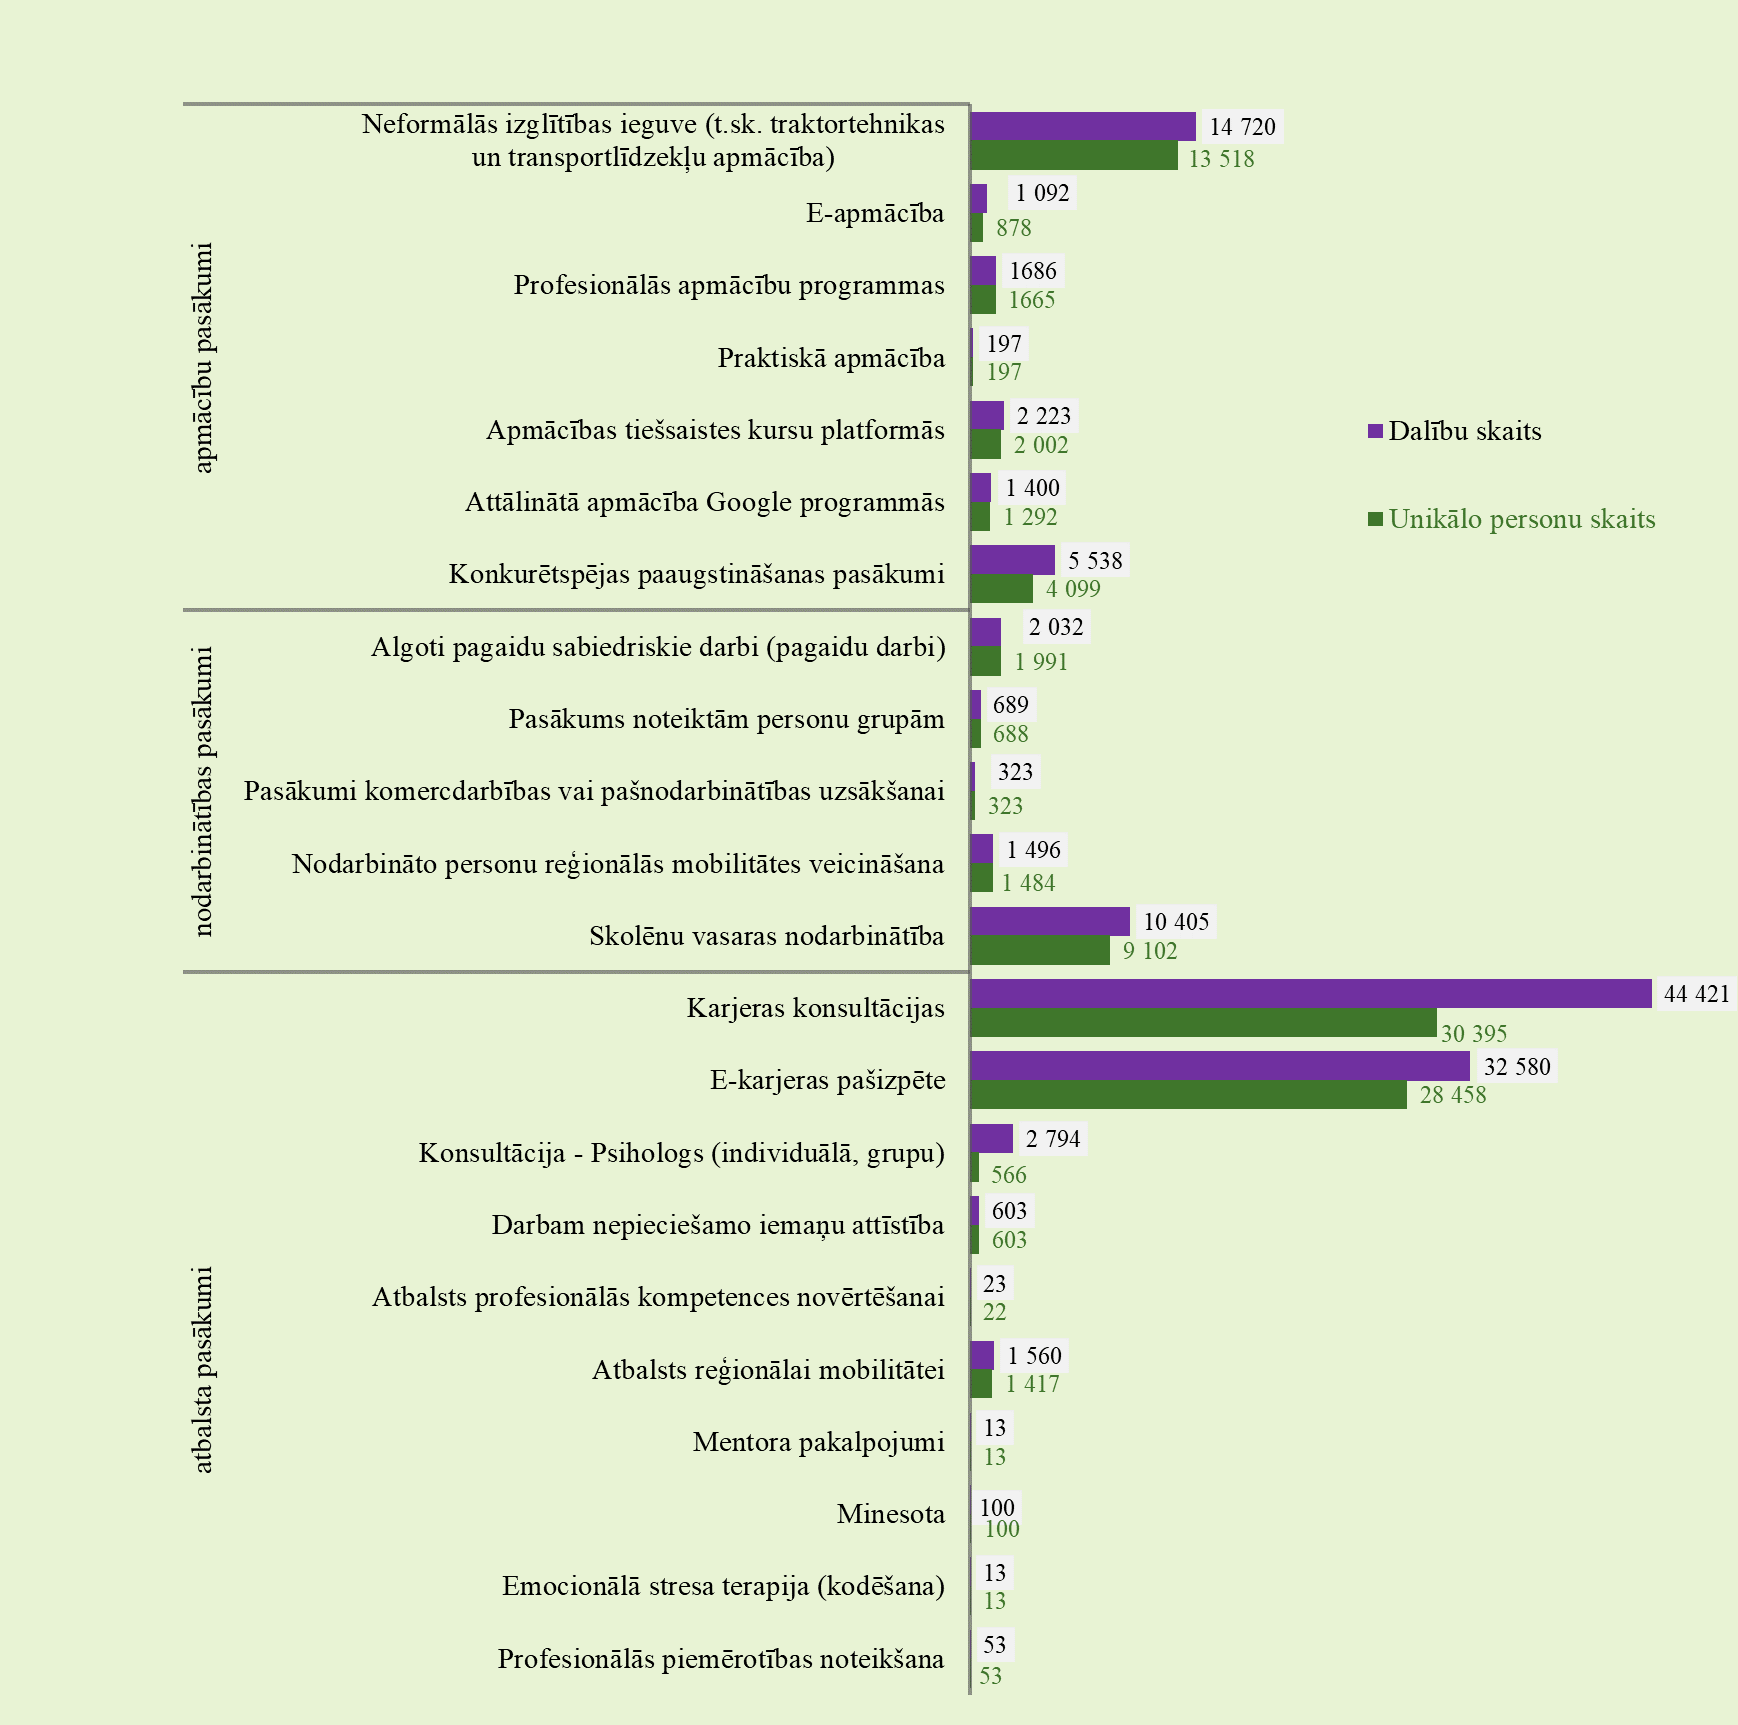 apmācību pasākumi
Neformālās izglītības ieguve (t.sk. traktortehnikas
un transportlīdzekļu apmācība)
14 720
13 518
E-apmācība
1 092
878
Profesionālās apmācību programmas
1686
1665
Praktiskā apmācība
197
197
Apmācības tiešsaistes kursu platformās
2 223
2 002
Attālinātā apmācība Google programmās
1 400
1 292
Konkurētspējas paaugstināšanas pasākumi
5 538
4 099
Dalību skaits
Unikālo personu skaits
nodarbinātības pasākumi
Algoti pagaidu sabiedriskie darbi (pagaidu darbi)
2 032
1 991
Pasākums noteiktām personu grupām
689
688
Pasākumi komercdarbības vai pašnodarbinātības uzsākšanai
323
323
Nodarbināto personu reģionālās mobilitātes veicināšana
1 496
1 484
Skolēnu vasaras nodarbinātība
10 405
9 102
atbalsta pasākumi
Karjeras konsultācijas
44 421
30 395
E-karjeras pašizpēte
32 580
28 458
Konsultācija - Psihologs (individuālā, grupu)
2 794
566
Darbam nepieciešamo iemaņu attīstība
603
603
Atbalsts profesionālās kompetences novērtēšanai
23
22
Atbalsts reģionālai mobilitātei
1 560
1 417
Mentora pakalpojumi
13
13
Minesota
100
100
Emocionālā stresa terapija (kodēšana)
13
13
Profesionālās piemērotības noteikšana
53
53